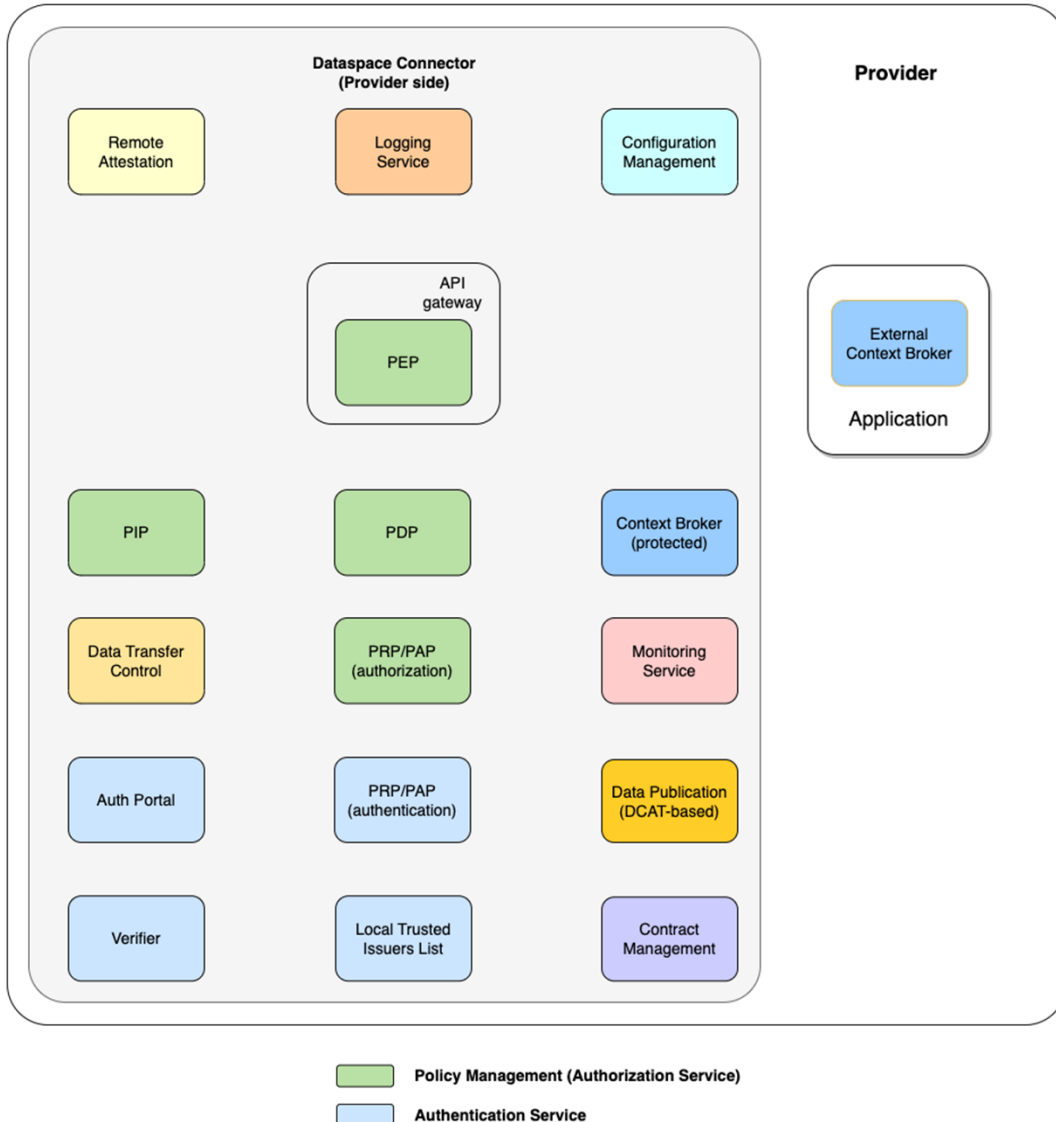 Dataspace Connector
(Provider side)
Provider
Remote
Attestation
Logging
Service
Configuration
Management
API
gateway
PEP
External
Context Broker
Application
PIP
PDP
Context Broker
(protected)
Data Transfer
Control
PRP/PAP
(authorization)
Monitoring
Service
Auth Portal
PRP/PAP
(authentication)
Data Publication
(DCAT-based)
Verifier
Local Trusted
Issuers List
Contract
Management
Policy Management (Authorization Service)
Authentication Service